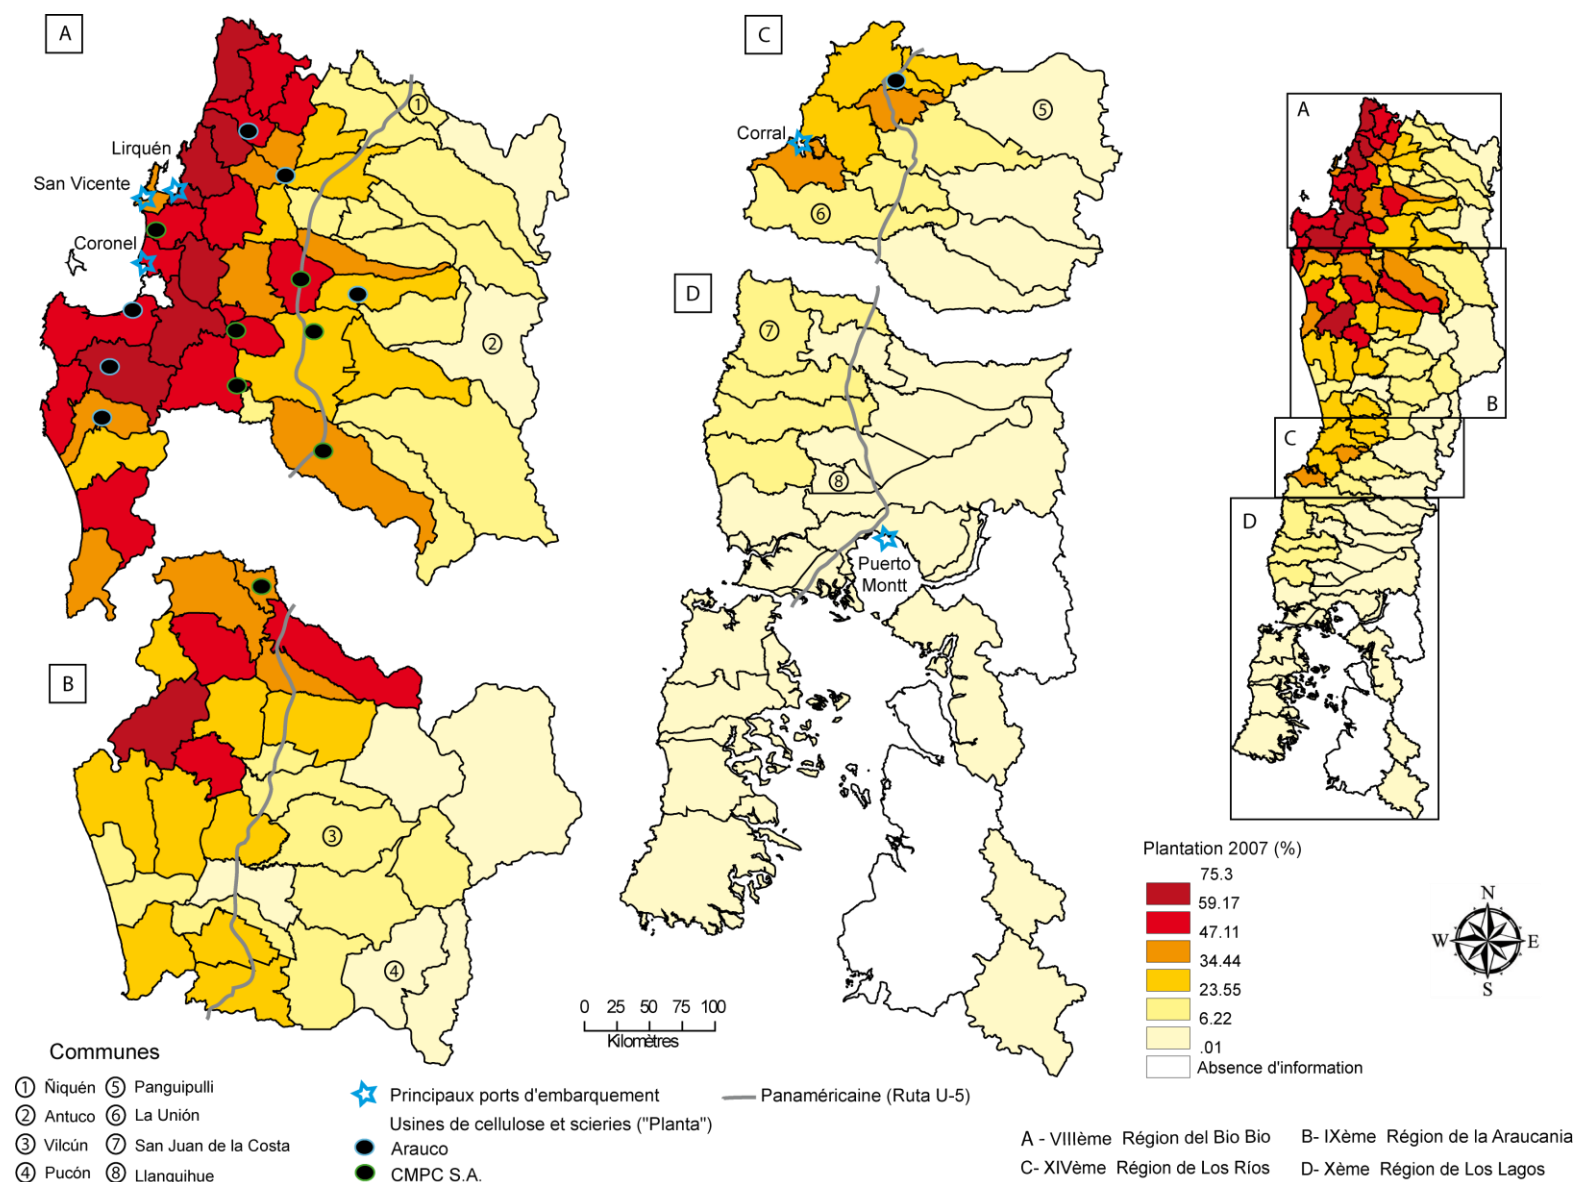 A
Lirquén
San Vicente
Coronel
1
2
B
3
4
C
Corral
5
6
D
7
8
Puerto
Montt
A
B
C
D
Plantation 2007 (%)
75.3
59.17
47.11
34.44
23.55
6.22
.01
Absence d'information
N
W E
S
0 25 50 75 100
Kilomètres
Communes
1 Ñiquén 5 Panguipulli
2 Antuco 6 La Unión
3 Vilcún 7 San Juan de la Costa
4 Pucón 8 Llanguihue
Principaux ports d'embarquement
Usines de cellulose et scieries ("Planta")
Arauco
CMPC S.A.
Panaméricaine (Ruta U-5)
A - VIIIème Région del Bio Bio B- IXème Région de la Araucania
C- XIVème Région de Los Ríos D- Xème Région de Los Lagos